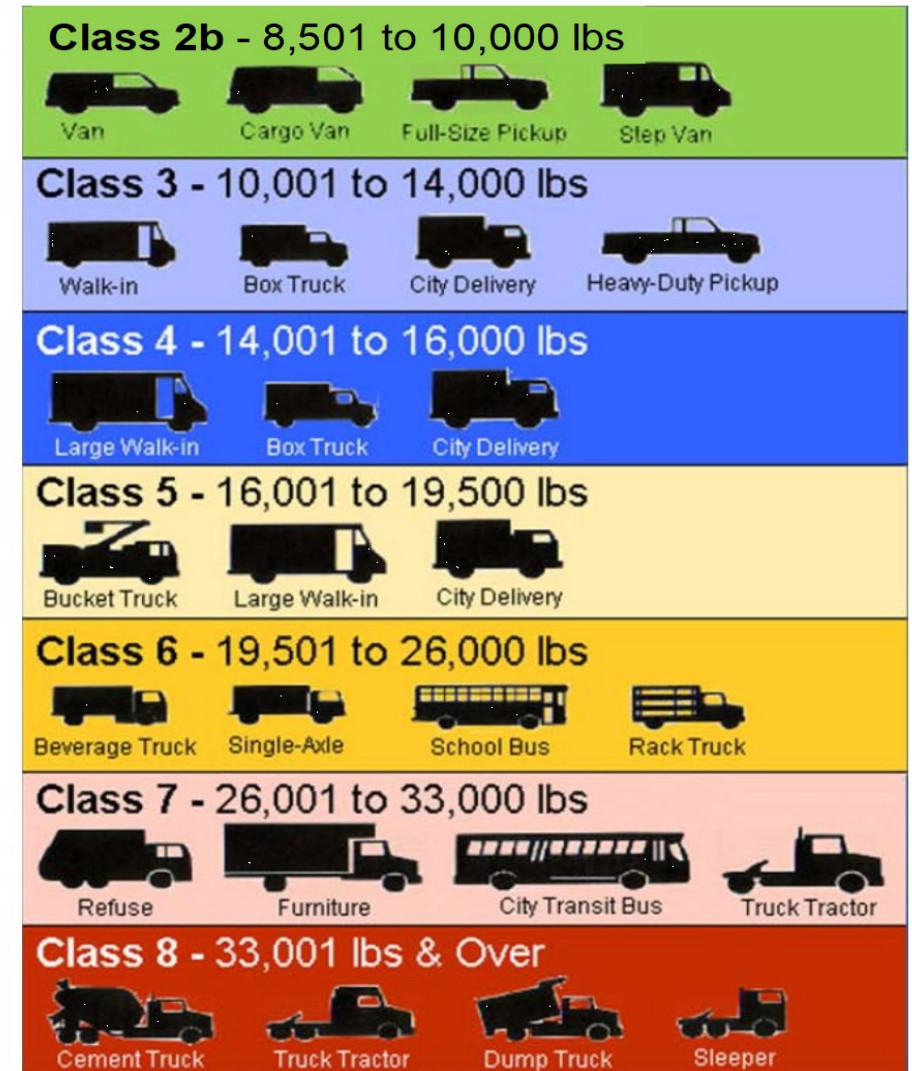 Class 2b - 8,501 to 10,000 lbs
Van Cargo Van Full-Size Pickup Step Van
Class 3 - 10,001 to 14,000 lbs
Walk-in Box Truck City Delivery Heavy-Duty Pickup
Class 4 - 14,001 to 16,000 lbs
Large Walk-in Box Truck City Delivery
Class 5 - 16,001 to 19,500 lbs
Bucket Truck Large Walk-in City Delivery
Class 6 - 19,501 to 26,000 lbs
Beverage Truck Single-Axle School Bus Rack Truck
Class 7 - 26,001 to 33,000 lbs
Refuse Furniture City Transit Bus Truck Tractor
Class 8 - 33,001 lbs & Over
Cement Truck Truck Tractor Dump Truck Sleeper